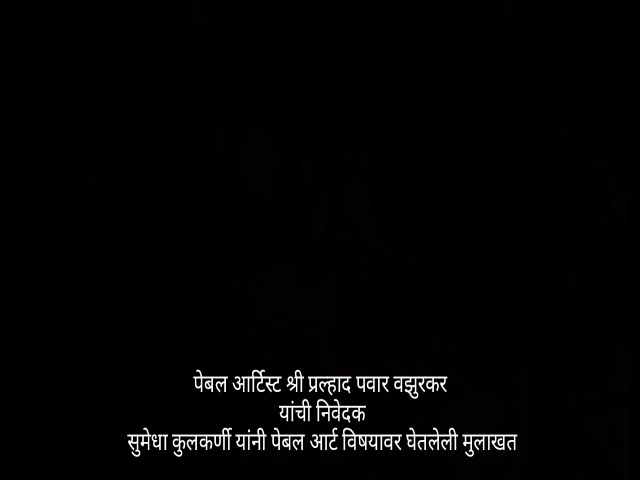 पेबल आर्टिस्ट श्री प्रल्हाद पवार वझुरकर
यांची निवेदक
सुमेधा कुलकर्णी यांनी पेबल आर्ट विषयावर घेतलेली मुलाखत